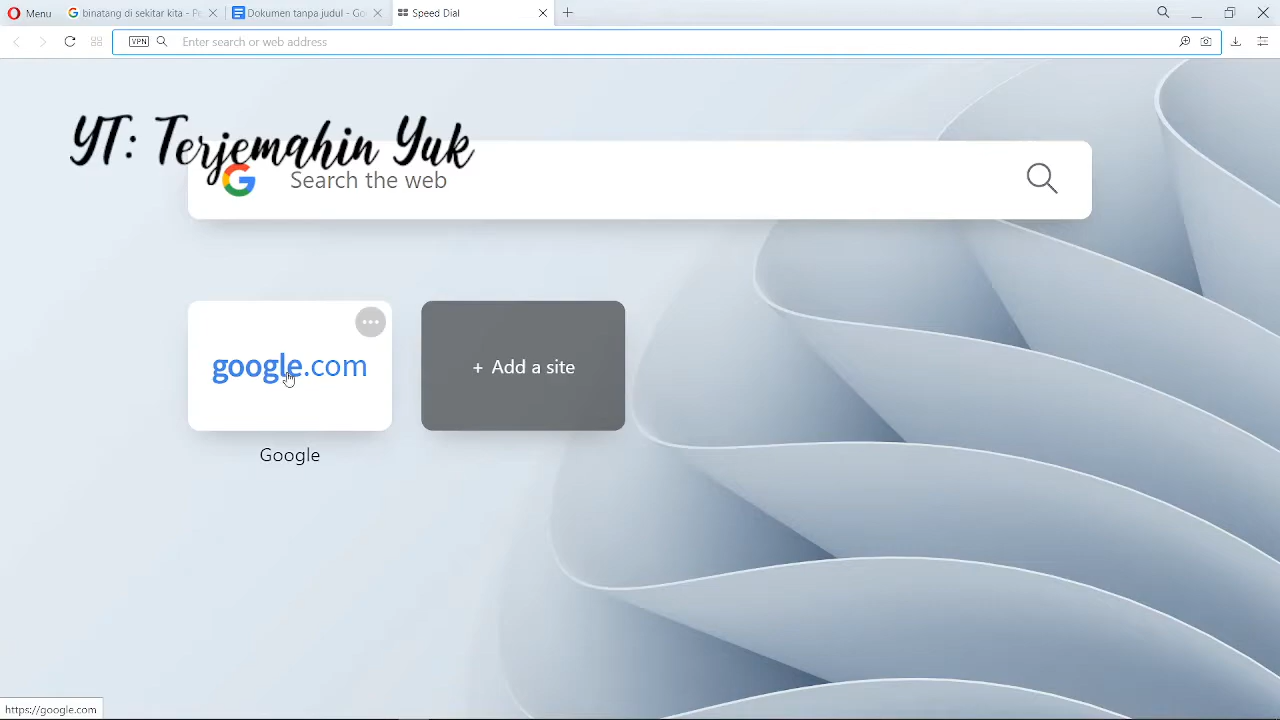 Menu
binatang di sekitar kita - Pe
Dokumen tanpa judul - Go
Speed Dial
VPN
Enter search or web address
YT: Terjemahin Yuk
Search the web
google.com
+ Add a site
Google
https://google.com